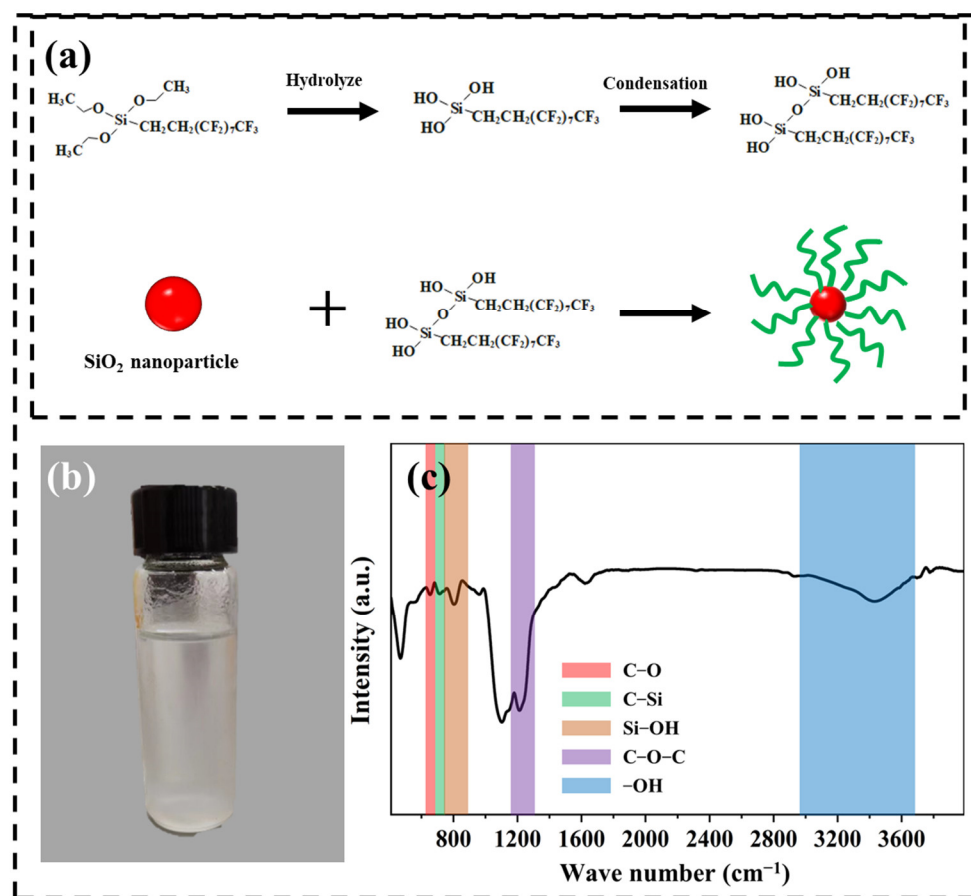 (a)
Hydrolyze
Condensation
H₃C
O
CH₃
O
Si
CH₂CH₂(CF₂)₇CF₃
O
H₃C
HO
OH
Si
CH₂CH₂(CF₂)₇CF₃
HO
HO
OH
Si
CH₂CH₂(CF₂)₇CF₃
O
HO
Si
CH₂CH₂(CF₂)₇CF₃
HO
SiO₂ nanoparticle
+
HO
OH
Si
CH₂CH₂(CF₂)₇CF₃
O
HO
Si
CH₂CH₂(CF₂)₇CF₃
HO
(b)
(c)
Intensity (a.u.)
C−O
C−Si
Si−OH
C−O−C
−OH
800 1200 1600 2000 2400 2800 3200 3600
Wave number (cm⁻¹)